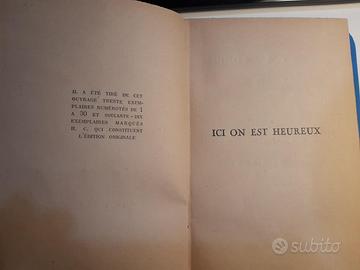 IL A ÉTÉ TIRÉ DE CET
OUVRAGE TRENTE EXEM-
PLAIRES NUMÉROTÉS DE 1
A 30 ET SOIXANTE-DIX
EXEMPLAIRES MARQUÉS
H. C. QUI CONSTITUENT
L'ÉDITION ORIGINALE
ICI ON EST HEUREUX
subito